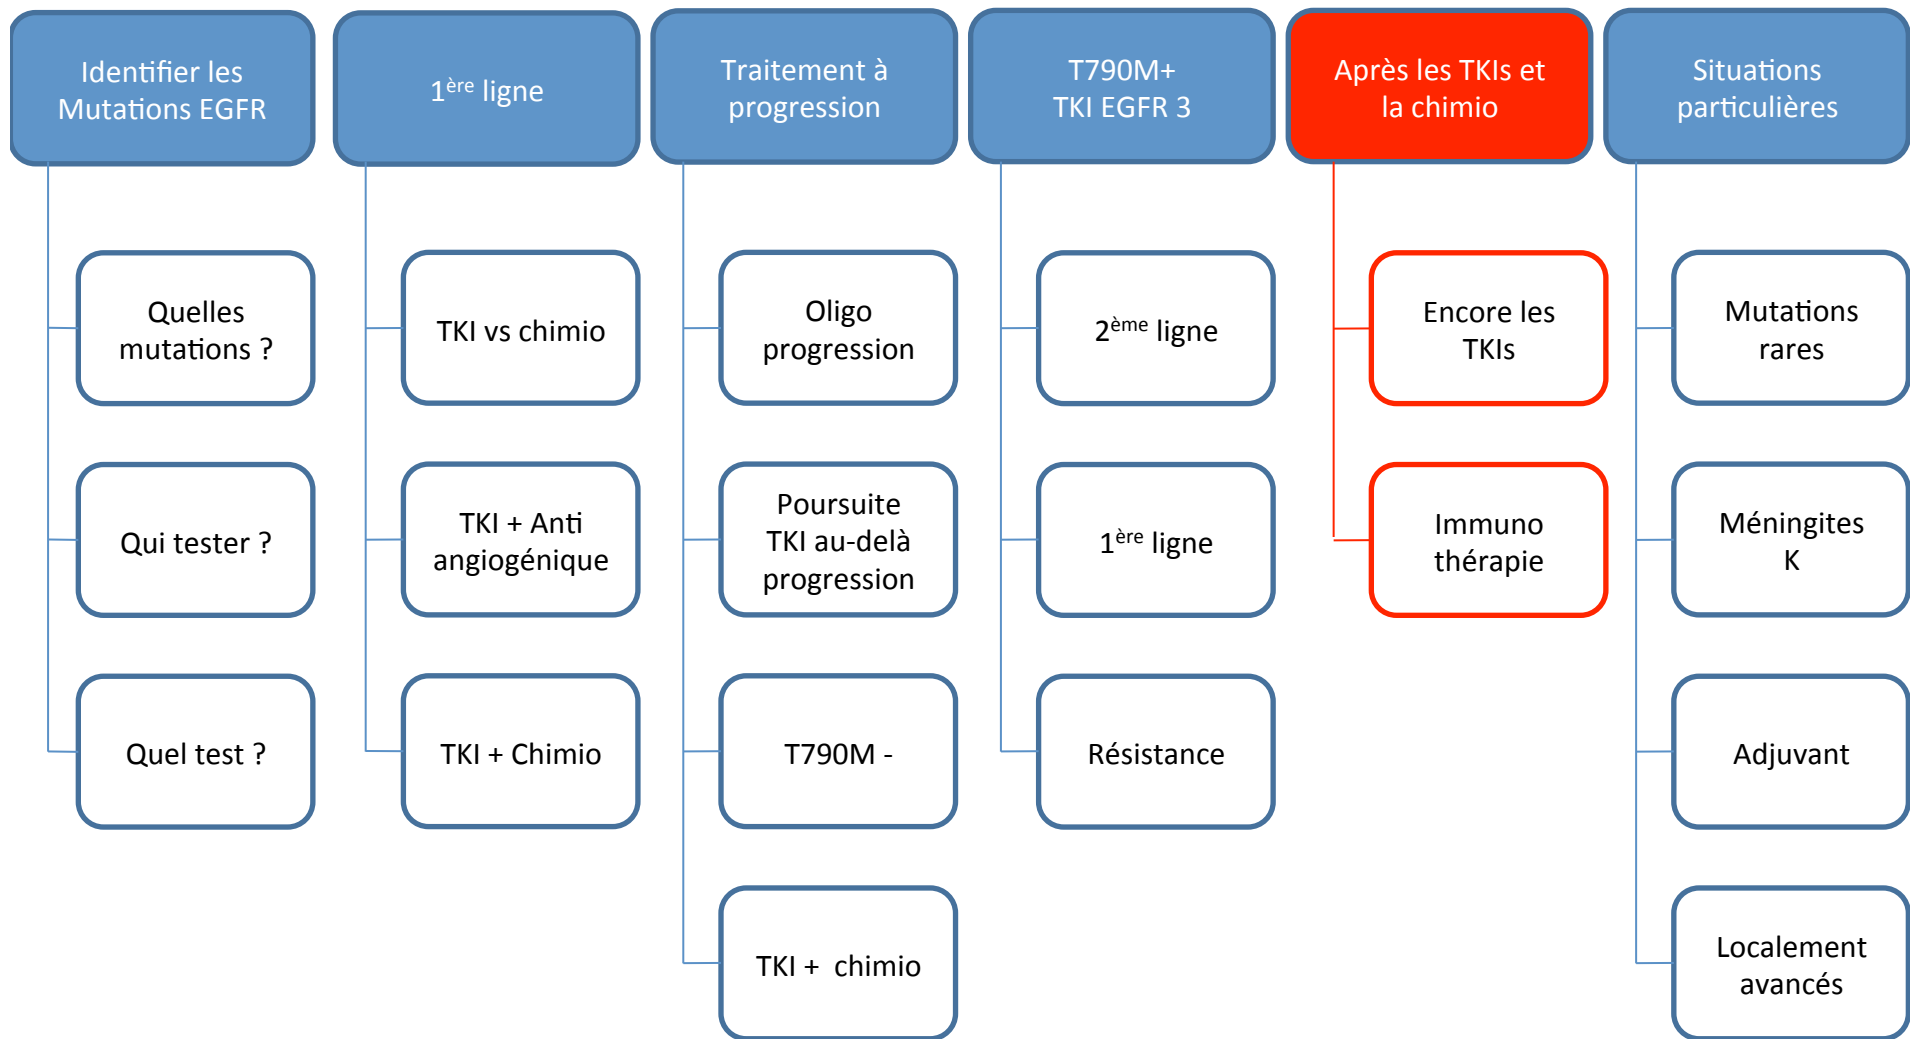 Identifier les
Mutations EGFR
Quelles
mutations ?
Qui tester ?
Quel test ?
1ère ligne
TKI vs chimio
TKI + Anti
angiogénique
TKI + Chimio
Traitement à
progression
Oligo
progression
Poursuite
TKI au-delà
progression
T790M -
TKI + chimio
T790M+
TKI EGFR 3
2ème ligne
1ère ligne
Résistance
Après les TKIs et
la chimio
Encore les
TKIs
Immuno
thérapie
Situations
particulières
Mutations
rares
Méningites
K
Adjuvant
Localement
avancés